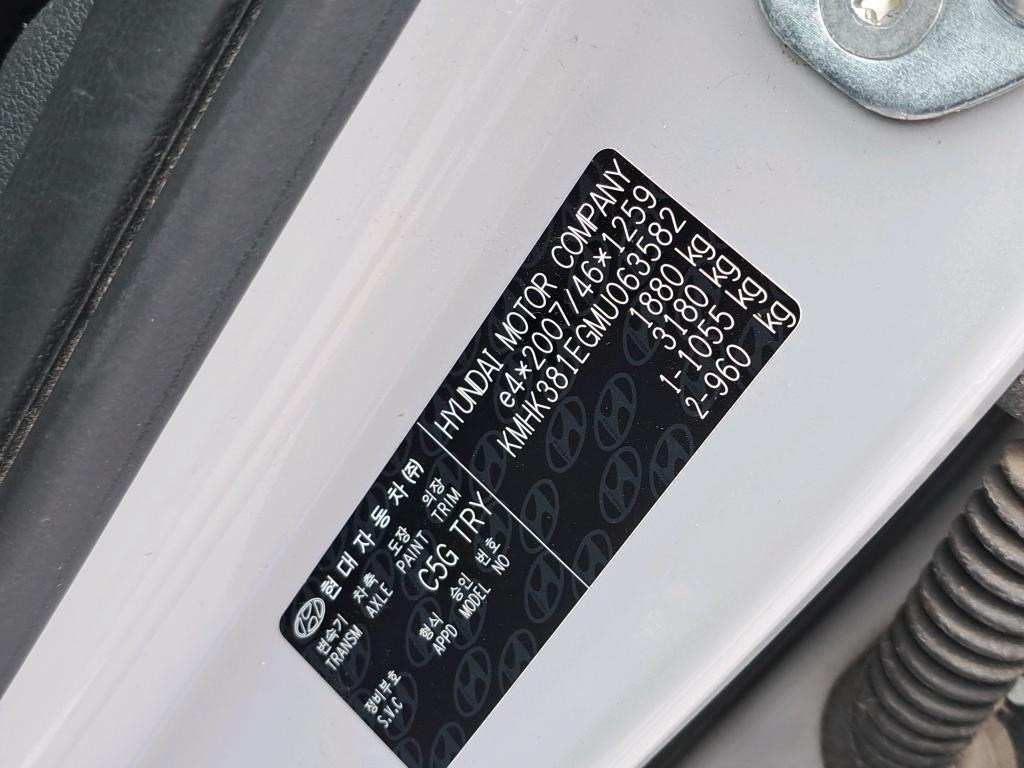 HYUNDAI MOTOR COMPANY
e4*2007/46*1259
KMHK381EGMU063582
1880 kg
3180 kg
1-1055 kg
2-960 kg
현대자동차(주)
변속기 차축 도장 의장
TRANSM AXLE PAINT TRIM
C5G TRY
형식 승인 번호
APPD MODEL NO
정비부호
S.V.C